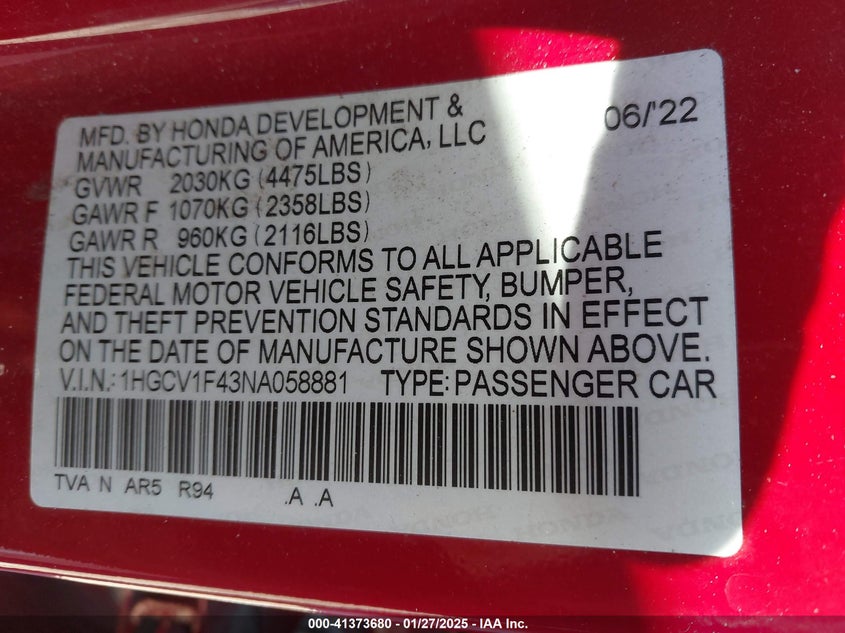 MFD. BY HONDA DEVELOPMENT & 06/'22
MANUFACTURING OF AMERICA, LLC
GVWR 2030KG (4475LBS)
GAWR F 1070KG (2358LBS)
GAWR R 960KG (2116LBS)
THIS VEHICLE CONFORMS TO ALL APPLICABLE
FEDERAL MOTOR VEHICLE SAFETY, BUMPER,
AND THEFT PREVENTION STANDARDS IN EFFECT
ON THE DATE OF MANUFACTURE SHOWN ABOVE.
V.I.N.: 1HGCV1F43NA058881 TYPE: PASSENGER CAR
TVA N AR5 R94 .A .A
000-41373680 - 01/27/2025 - IAA Inc.